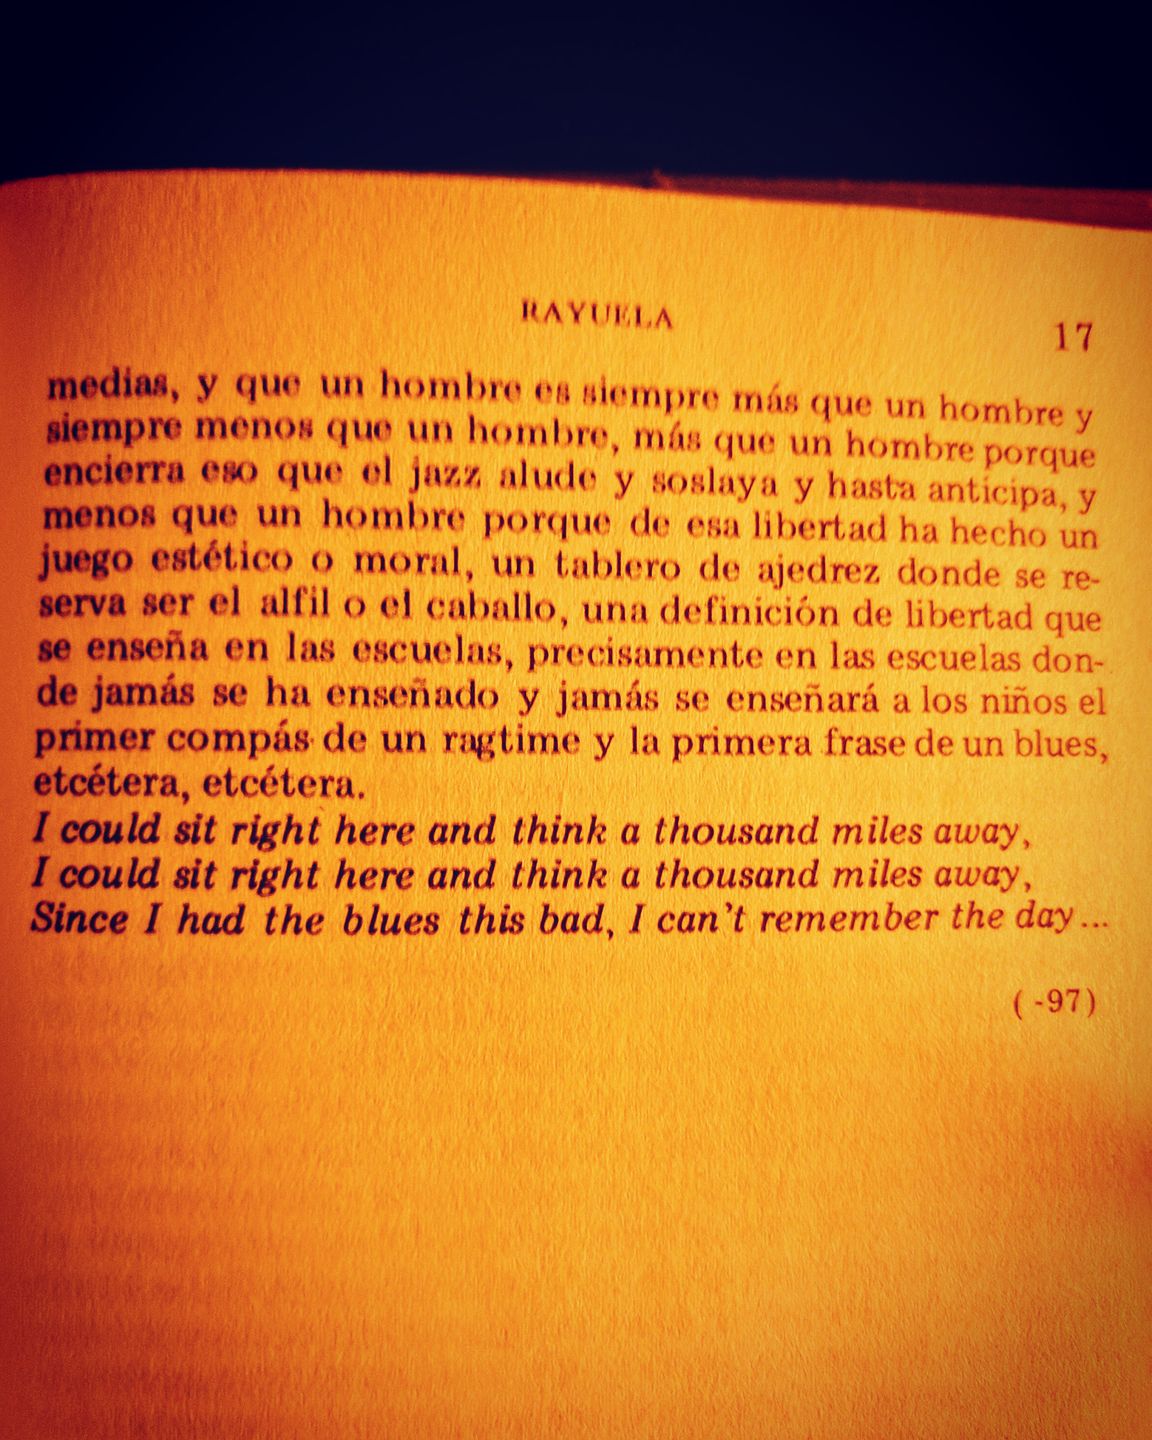 RAYUELA
17
medias, y que un hombre es siempre más que un hombre y
siempre menos que un hombre, más que un hombre porque
encierra eso que el jazz alude y soslaya y hasta anticipa, y
menos que un hombre porque de esa libertad ha hecho un
juego estético o moral, un tablero de ajedrez donde se re-
serva ser el alfil o el caballo, una definición de libertad que
se enseña en las escuelas, precisamente en las escuelas don-
de jamás se ha enseñado y jamás se enseñará a los niños el
primer compás de un ragtime y la primera frase de un blues,
etcétera, etcétera.
I could sit right here and think a thousand miles away,
I could sit right here and think a thousand miles away,
Since I had the blues this bad, I can't remember the day...
( -97)